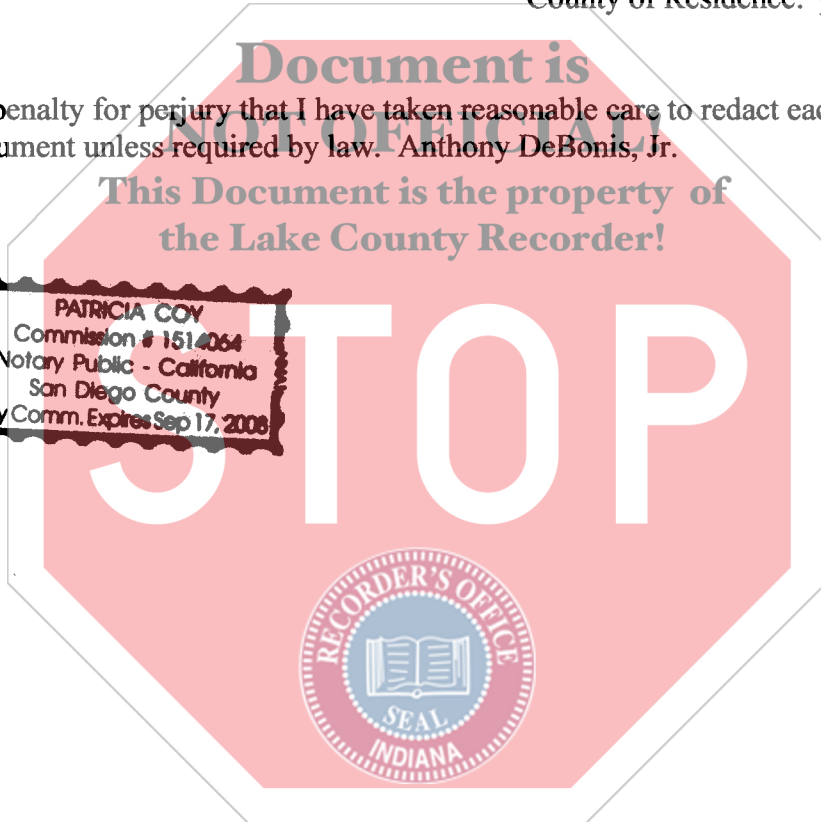 County of Residence:
Document is
penalty for perjury that I have taken reasonable care to redact eac
NOT OFFICIAL!
ument unless required by law. Anthony DeBonis, Jr.
This Document is the property of
the Lake County Recorder!
PATRICIA COY
Commission # 1514064
Notary Public - California
San Diego County
y Comm. Expires Sep 17, 2008
STOP
RECORDER'S OFFICE
SEAL
INDIANA